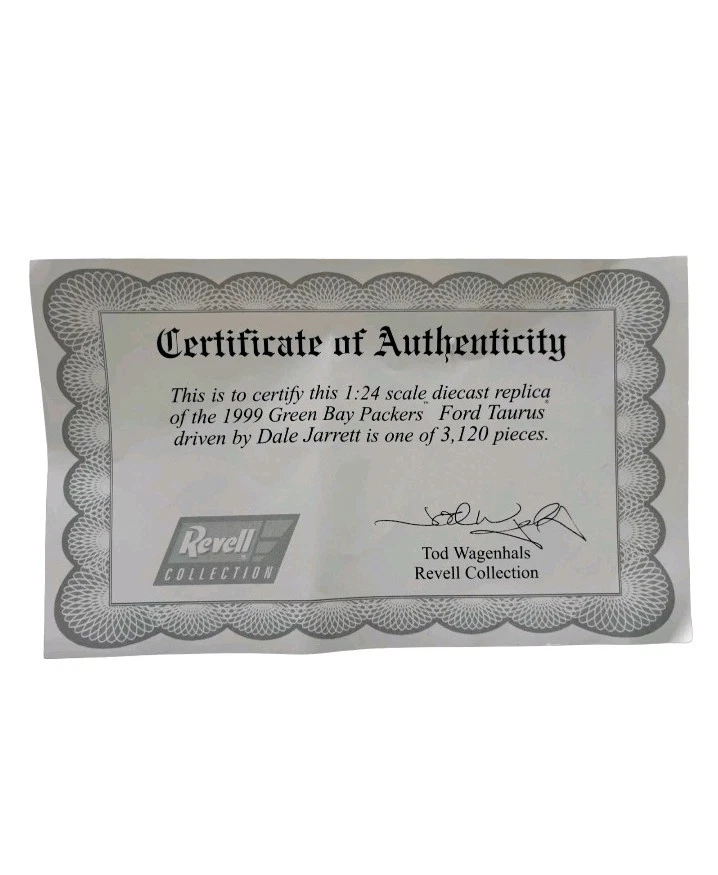 Certificate of Authenticity
This is to certify this 1:24 scale diecast replica
of the 1999 Green Bay Packers™ Ford Taurus®
driven by Dale Jarrett is one of 3,120 pieces.
Revell
COLLECTION
Tod Wagenhals
Revell Collection